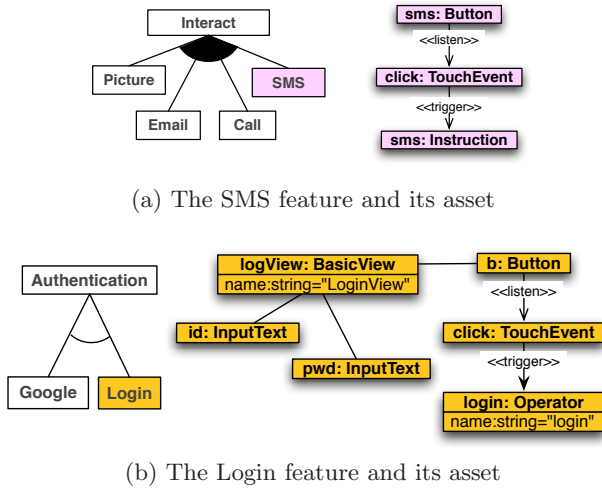 Interact
Picture
SMS
Email
Call
sms: Button
<<listen>>
click: TouchEvent
<<trigger>>
sms: Instruction
(a) The SMS feature and its asset
Authentication
Google
Login
logView: BasicView
name:string="LoginView"
id: InputText
pwd: InputText
b: Button
<<listen>>
click: TouchEvent
<<trigger>>
login: Operator
name:string="login"
(b) The Login feature and its asset